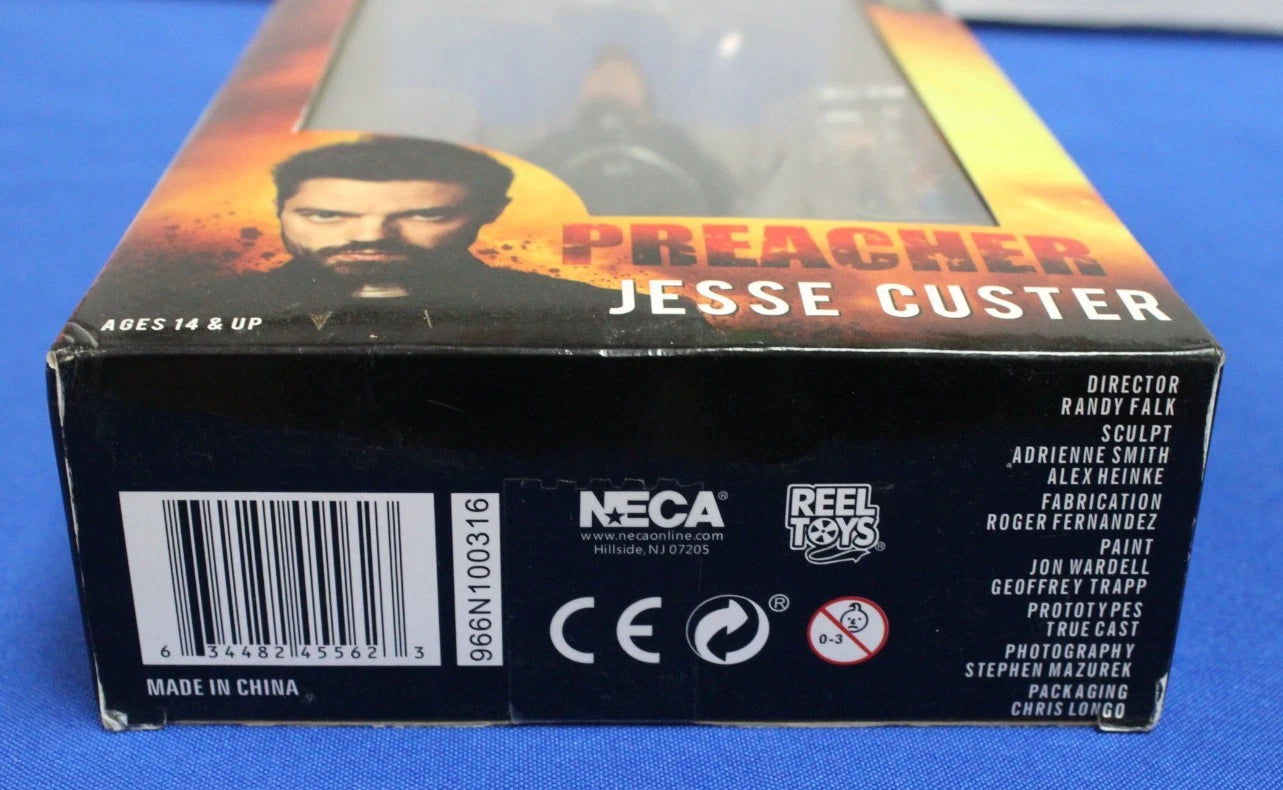 PREACHER
JESSE CUSTER
AGES 14 & UP
DIRECTOR
RANDY FALK
SCULPT
ADRIENNE SMITH
ALEX HEINKE
FABRICATION
ROGER FERNANDEZ
PAINT
JON WARDELL
GEOFFREY TRAPP
PROTOTYPES
TRUE CAST
PHOTOGRAPHY
STEPHEN MAZUREK
PACKAGING
CHRIS LONGO
NECA®
www.necaonline.com
Hillside, NJ 07205
REEL
TOYS®
CE
®
0-3
966N100316
6 34482 45562 3
MADE IN CHINA